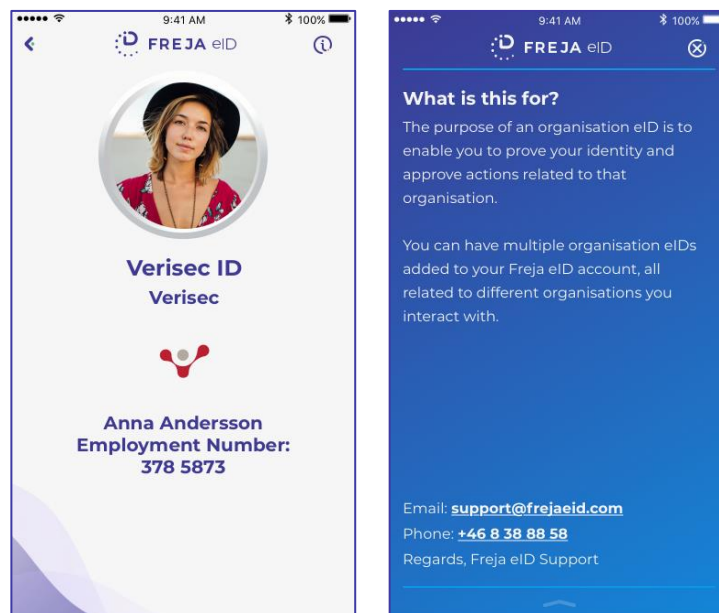 9:41 AM
100%
FREJA eID
Verisec ID
Verisec
Anna Andersson
Employment Number:
378 5873
9:41 AM
100%
FREJA eID
What is this for?
The purpose of an organisation eID is to
enable you to prove your identity and
approve actions related to that
organisation.
You can have multiple organisation eIDs
added to your Freja eID account, all
related to different organisations you
interact with.
Email: support@frejaeid.com
Phone: +46 8 38 88 58
Regards, Freja eID Support